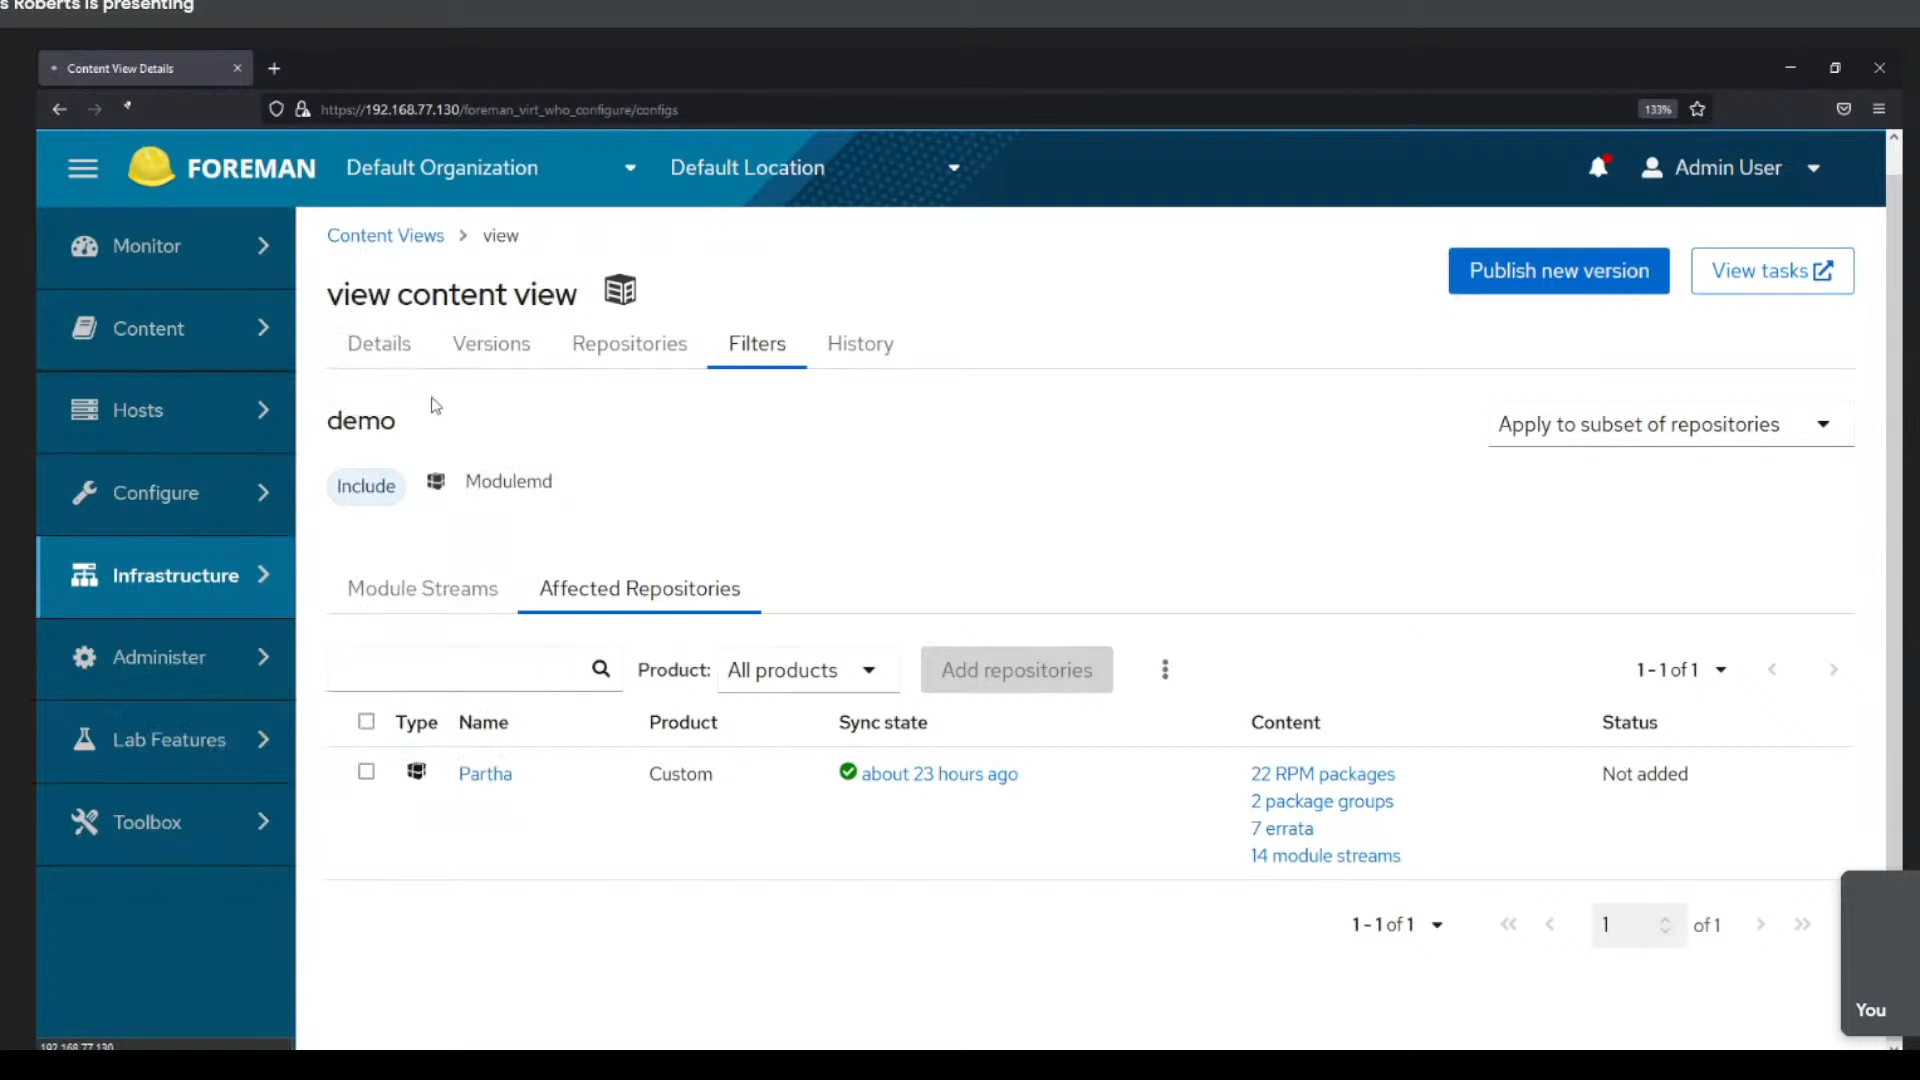 s Roberts is presenting
Content View Details
https://192.168.77.130/foreman_virt_who_configure/configs
133%
FOREMAN
Default Organization
Default Location
Admin User
Monitor
Content
Hosts
Configure
Infrastructure
Administer
Lab Features
Toolbox
Content Views > view
Publish new version
View tasks
view content view
Details Versions Repositories Filters History
demo
Apply to subset of repositories
Include Modulemd
Module Streams Affected Repositories
Product: All products Add repositories 1 - 1 of 1
Type Name Product Sync state Content Status
Partha Custom about 23 hours ago 22 RPM packages Not added
2 package groups
7 errata
14 module streams
1 - 1 of 1 1 of 1
You
192.168.77.130